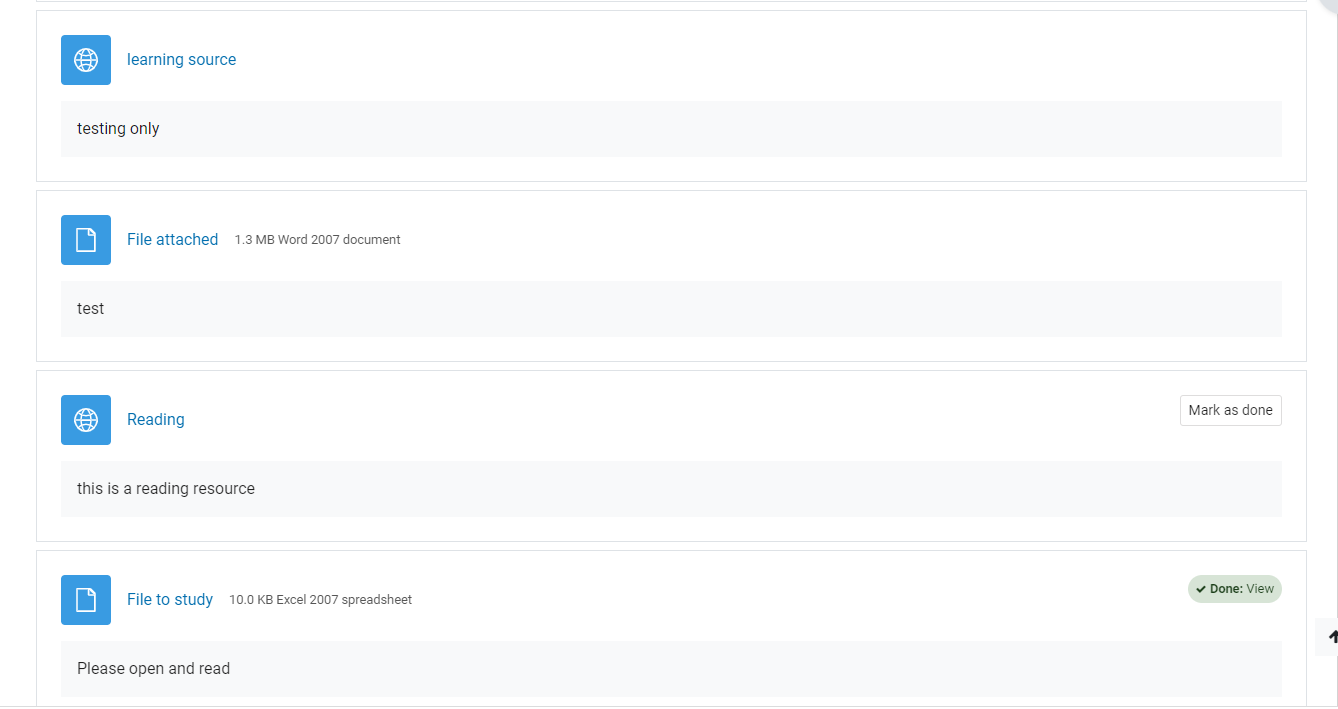 learning source
testing only
File attached 1.3 MB Word 2007 document
test
Reading Mark as done
this is a reading resource
File to study 10.0 KB Excel 2007 spreadsheet Done: View
Please open and read